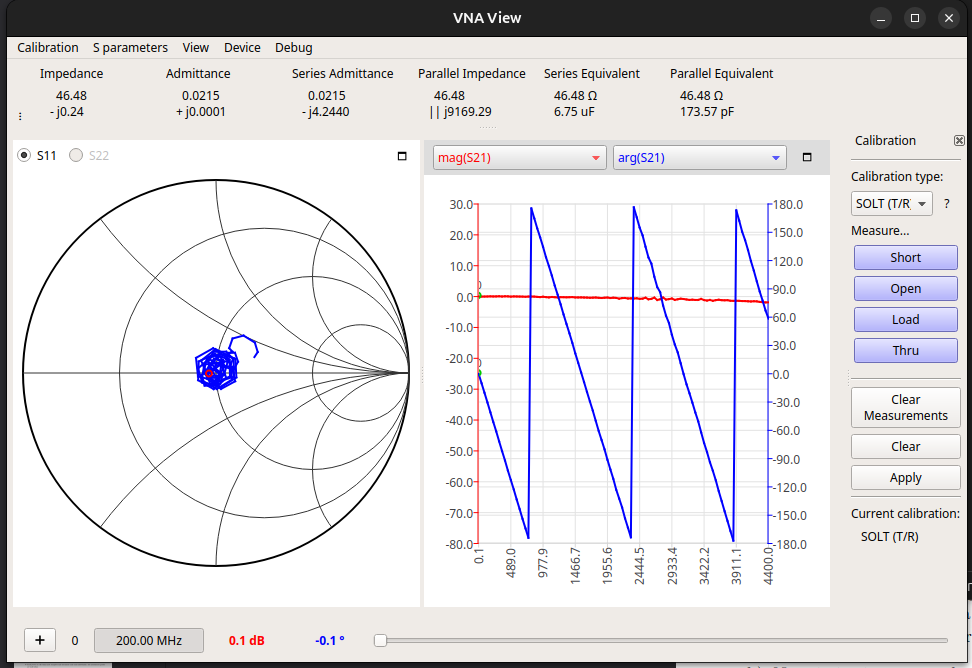 VNA View
Calibration S parameters View Device Debug
Impedance Admittance Series Admittance Parallel Impedance Series Equivalent Parallel Equivalent
46.48 0.0215 0.0215 46.48 46.48 Ω 46.48 Ω
- j0.24 + j0.0001 - j4.2440 || j9169.29 6.75 uF 173.57 pF
S11 S22
mag(S21) arg(S21)
30.0 180.0
20.0 150.0
10.0 120.0
0.0 90.0
-10.0 60.0
-20.0 30.0
-30.0 0.0
-40.0 -30.0
-50.0 -60.0
-60.0 -90.0
-70.0 -120.0
-80.0 -150.0
-180.0
0
0
0.1 489.0 977.9 1466.7 1955.6 2444.5 2933.4 3422.2 3911.1 4400.0
Calibration
Calibration type:
SOLT (T/R ?
Measure...
Short
Open
Load
Thru
Clear
Measurements
Clear
Apply
Current calibration:
SOLT (T/R)
+ 0 200.00 MHz 0.1 dB -0.1 °